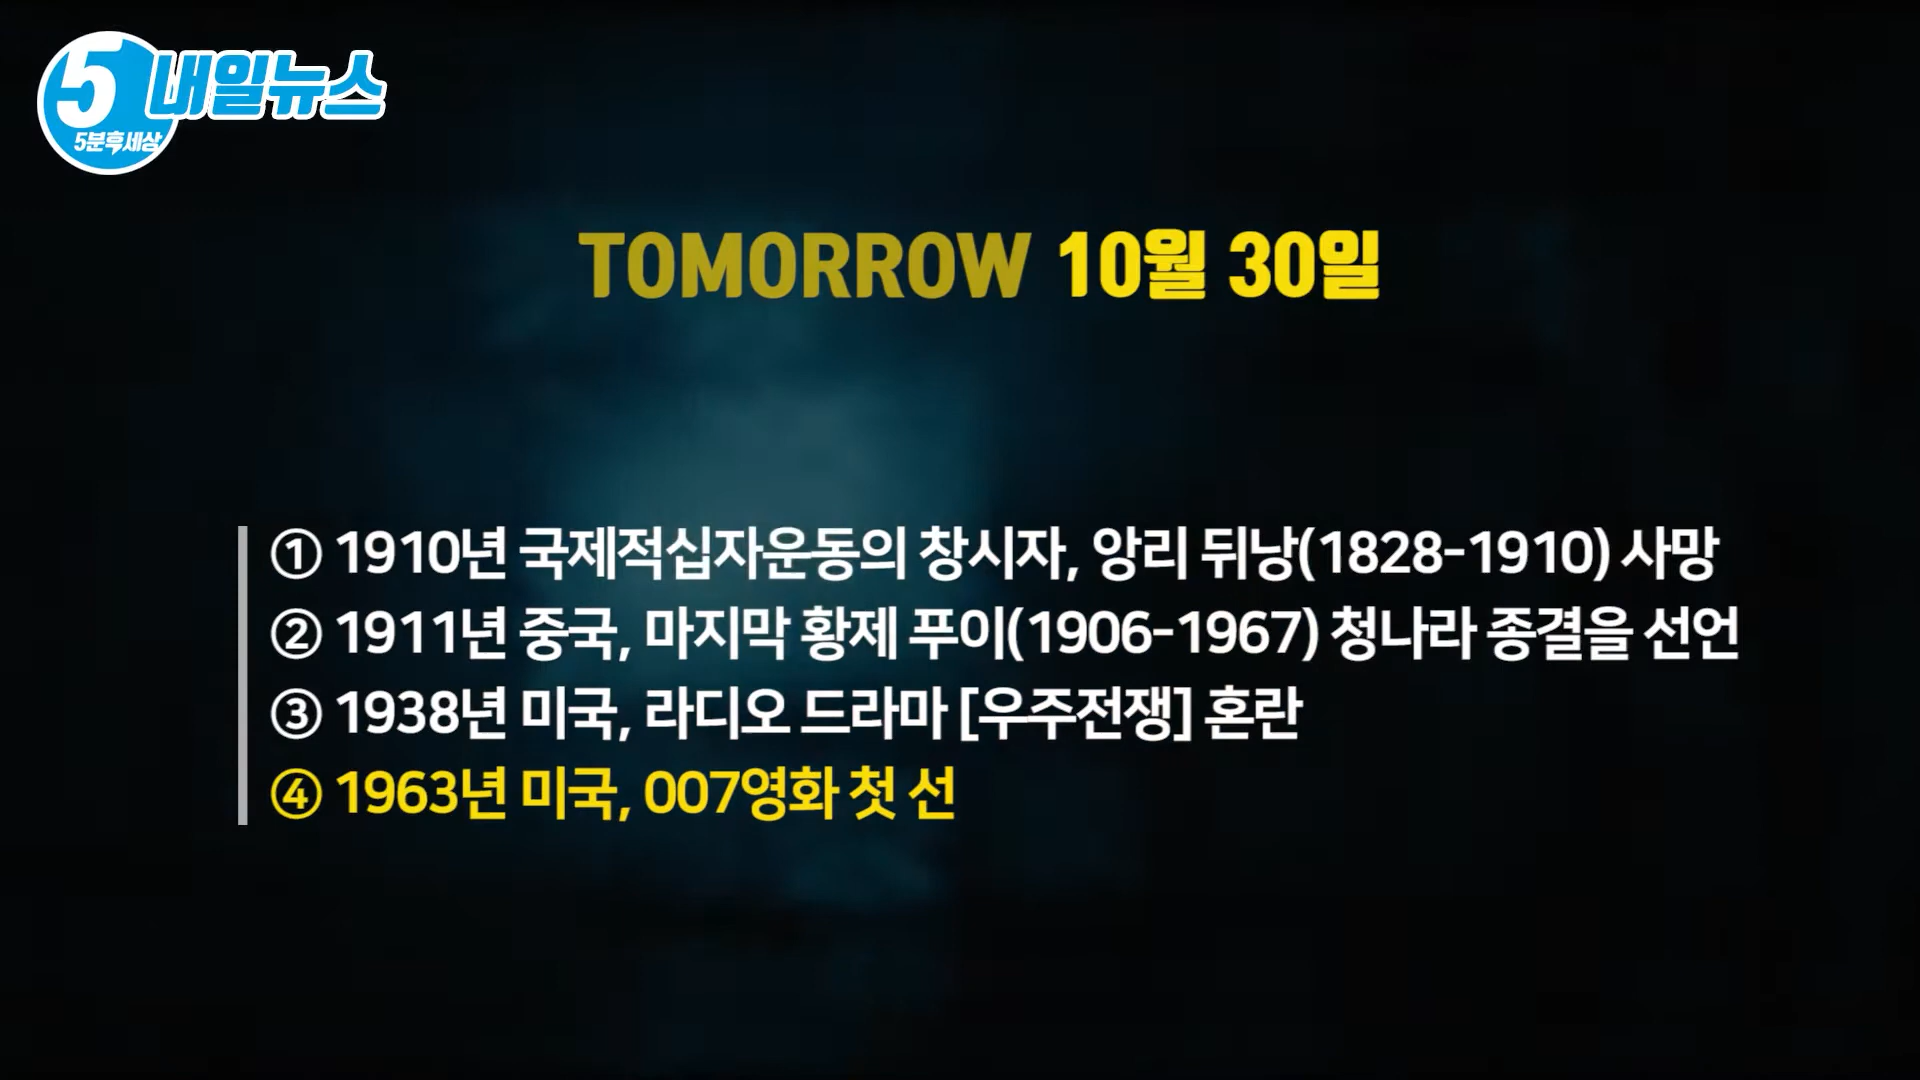 5 내일뉴스
5분후세상
TOMORROW 10월 30일
① 1910년 국제적십자운동의 창시자, 앙리 뒤낭(1828-1910) 사망
② 1911년 중국, 마지막 황제 푸이(1906-1967) 청나라 종결을 선언
③ 1938년 미국, 라디오 드라마 [우주전쟁] 혼란
④ 1963년 미국, 007영화 첫 선